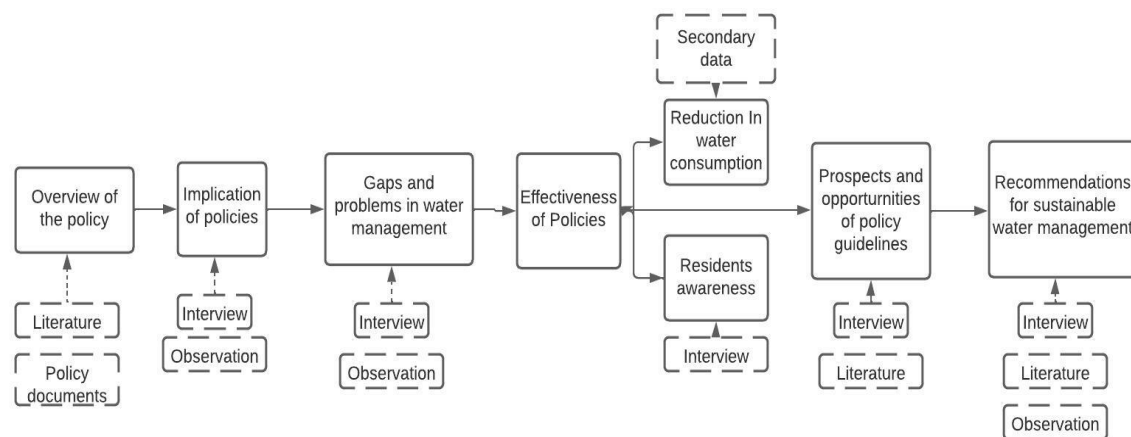 Overview of
the policy
Literature
Policy
documents
Implication
of policies
Interview
Observation
Gaps and
problems in water
management
Interview
Observation
Effectiveness
of Policies
Secondary
data
Reduction In
water
consumption
Residents
awareness
Interview
Prospects and
opportunities
of policy
guidelines
Interview
Literature
Recommendations
for sustainable
water management
Interview
Literature
Observation